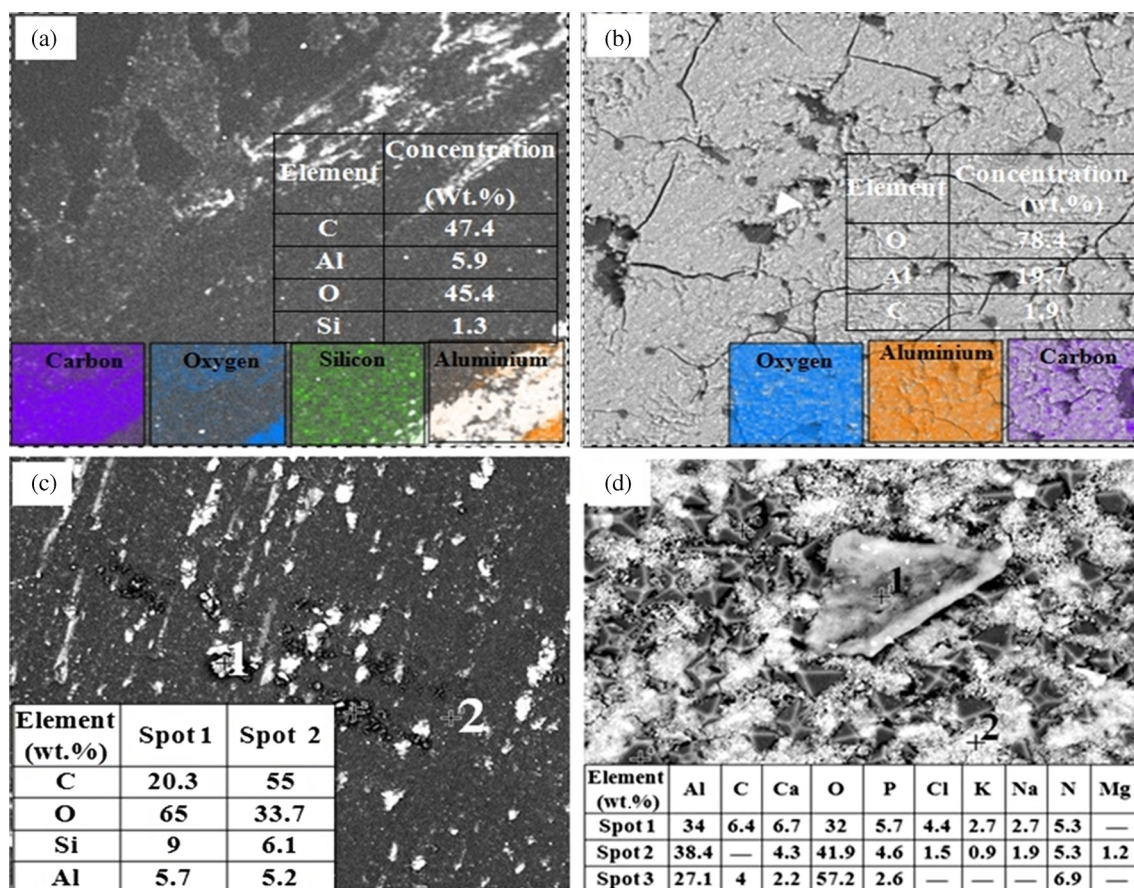 (a)
Element Concentration (Wt.%)
C 47.4
Al 5.9
O 45.4
Si 1.3
Carbon Oxygen Silicon Aluminium
(b)
Element Concentration (wt.%)
O 78.4
Al 19.7
C 1.9
Oxygen Aluminium Carbon
(c)
1
2
Element (wt.%) Spot 1 Spot 2
C 20.3 55
O 65 33.7
Si 9 6.1
Al 5.7 5.2
(d)
3
1
2
Element (wt.%) Al C Ca O P Cl K Na N Mg
Spot 1 34 6.4 6.7 32 5.7 4.4 2.7 2.7 5.3 —
Spot 2 38.4 — 4.3 41.9 4.6 1.5 0.9 1.9 5.3 1.2
Spot 3 27.1 4 2.2 57.2 2.6 — — — 6.9 —